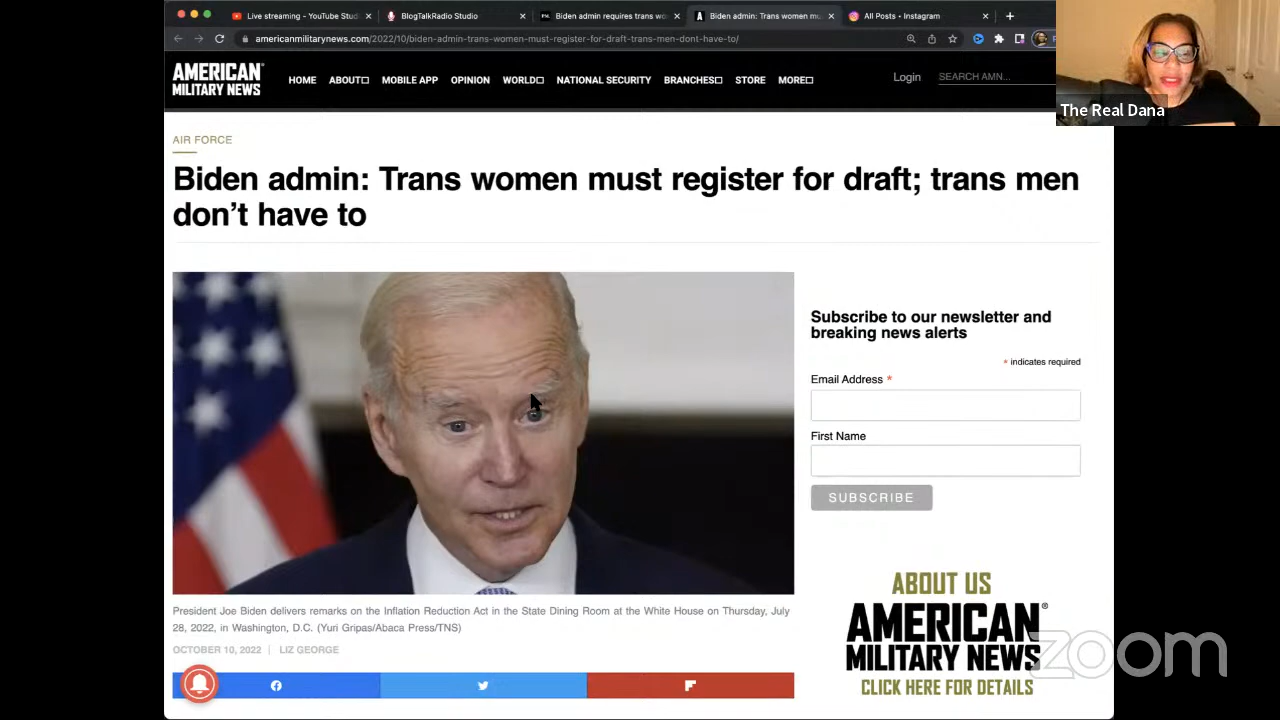 Live streaming - YouTube Stud
BlogTalkRadio Studio
Biden admin requires trans wo
Biden admin: Trans women mu
All Posts • Instagram
americanmilitarynews.com/2022/10/biden-admin-trans-women-must-register-for-draft-trans-men-dont-have-to/
AMERICAN
MILITARY NEWS
HOME ABOUT MOBILE APP OPINION WORLD NATIONAL SECURITY BRANCHES STORE MORE
Login
SEARCH AMN...
The Real Dana
AIR FORCE
Biden admin: Trans women must register for draft; trans men
don’t have to
Subscribe to our newsletter and
breaking news alerts
* indicates required
Email Address *
First Name
SUBSCRIBE
President Joe Biden delivers remarks on the Inflation Reduction Act in the State Dining Room at the White House on Thursday, July
28, 2022, in Washington, D.C. (Yuri Gripas/Abaca Press/TNS)
OCTOBER 10, 2022 | LIZ GEORGE
ABOUT US
AMERICAN®
MILITARY NEWS
CLICK HERE FOR DETAILS
zoom